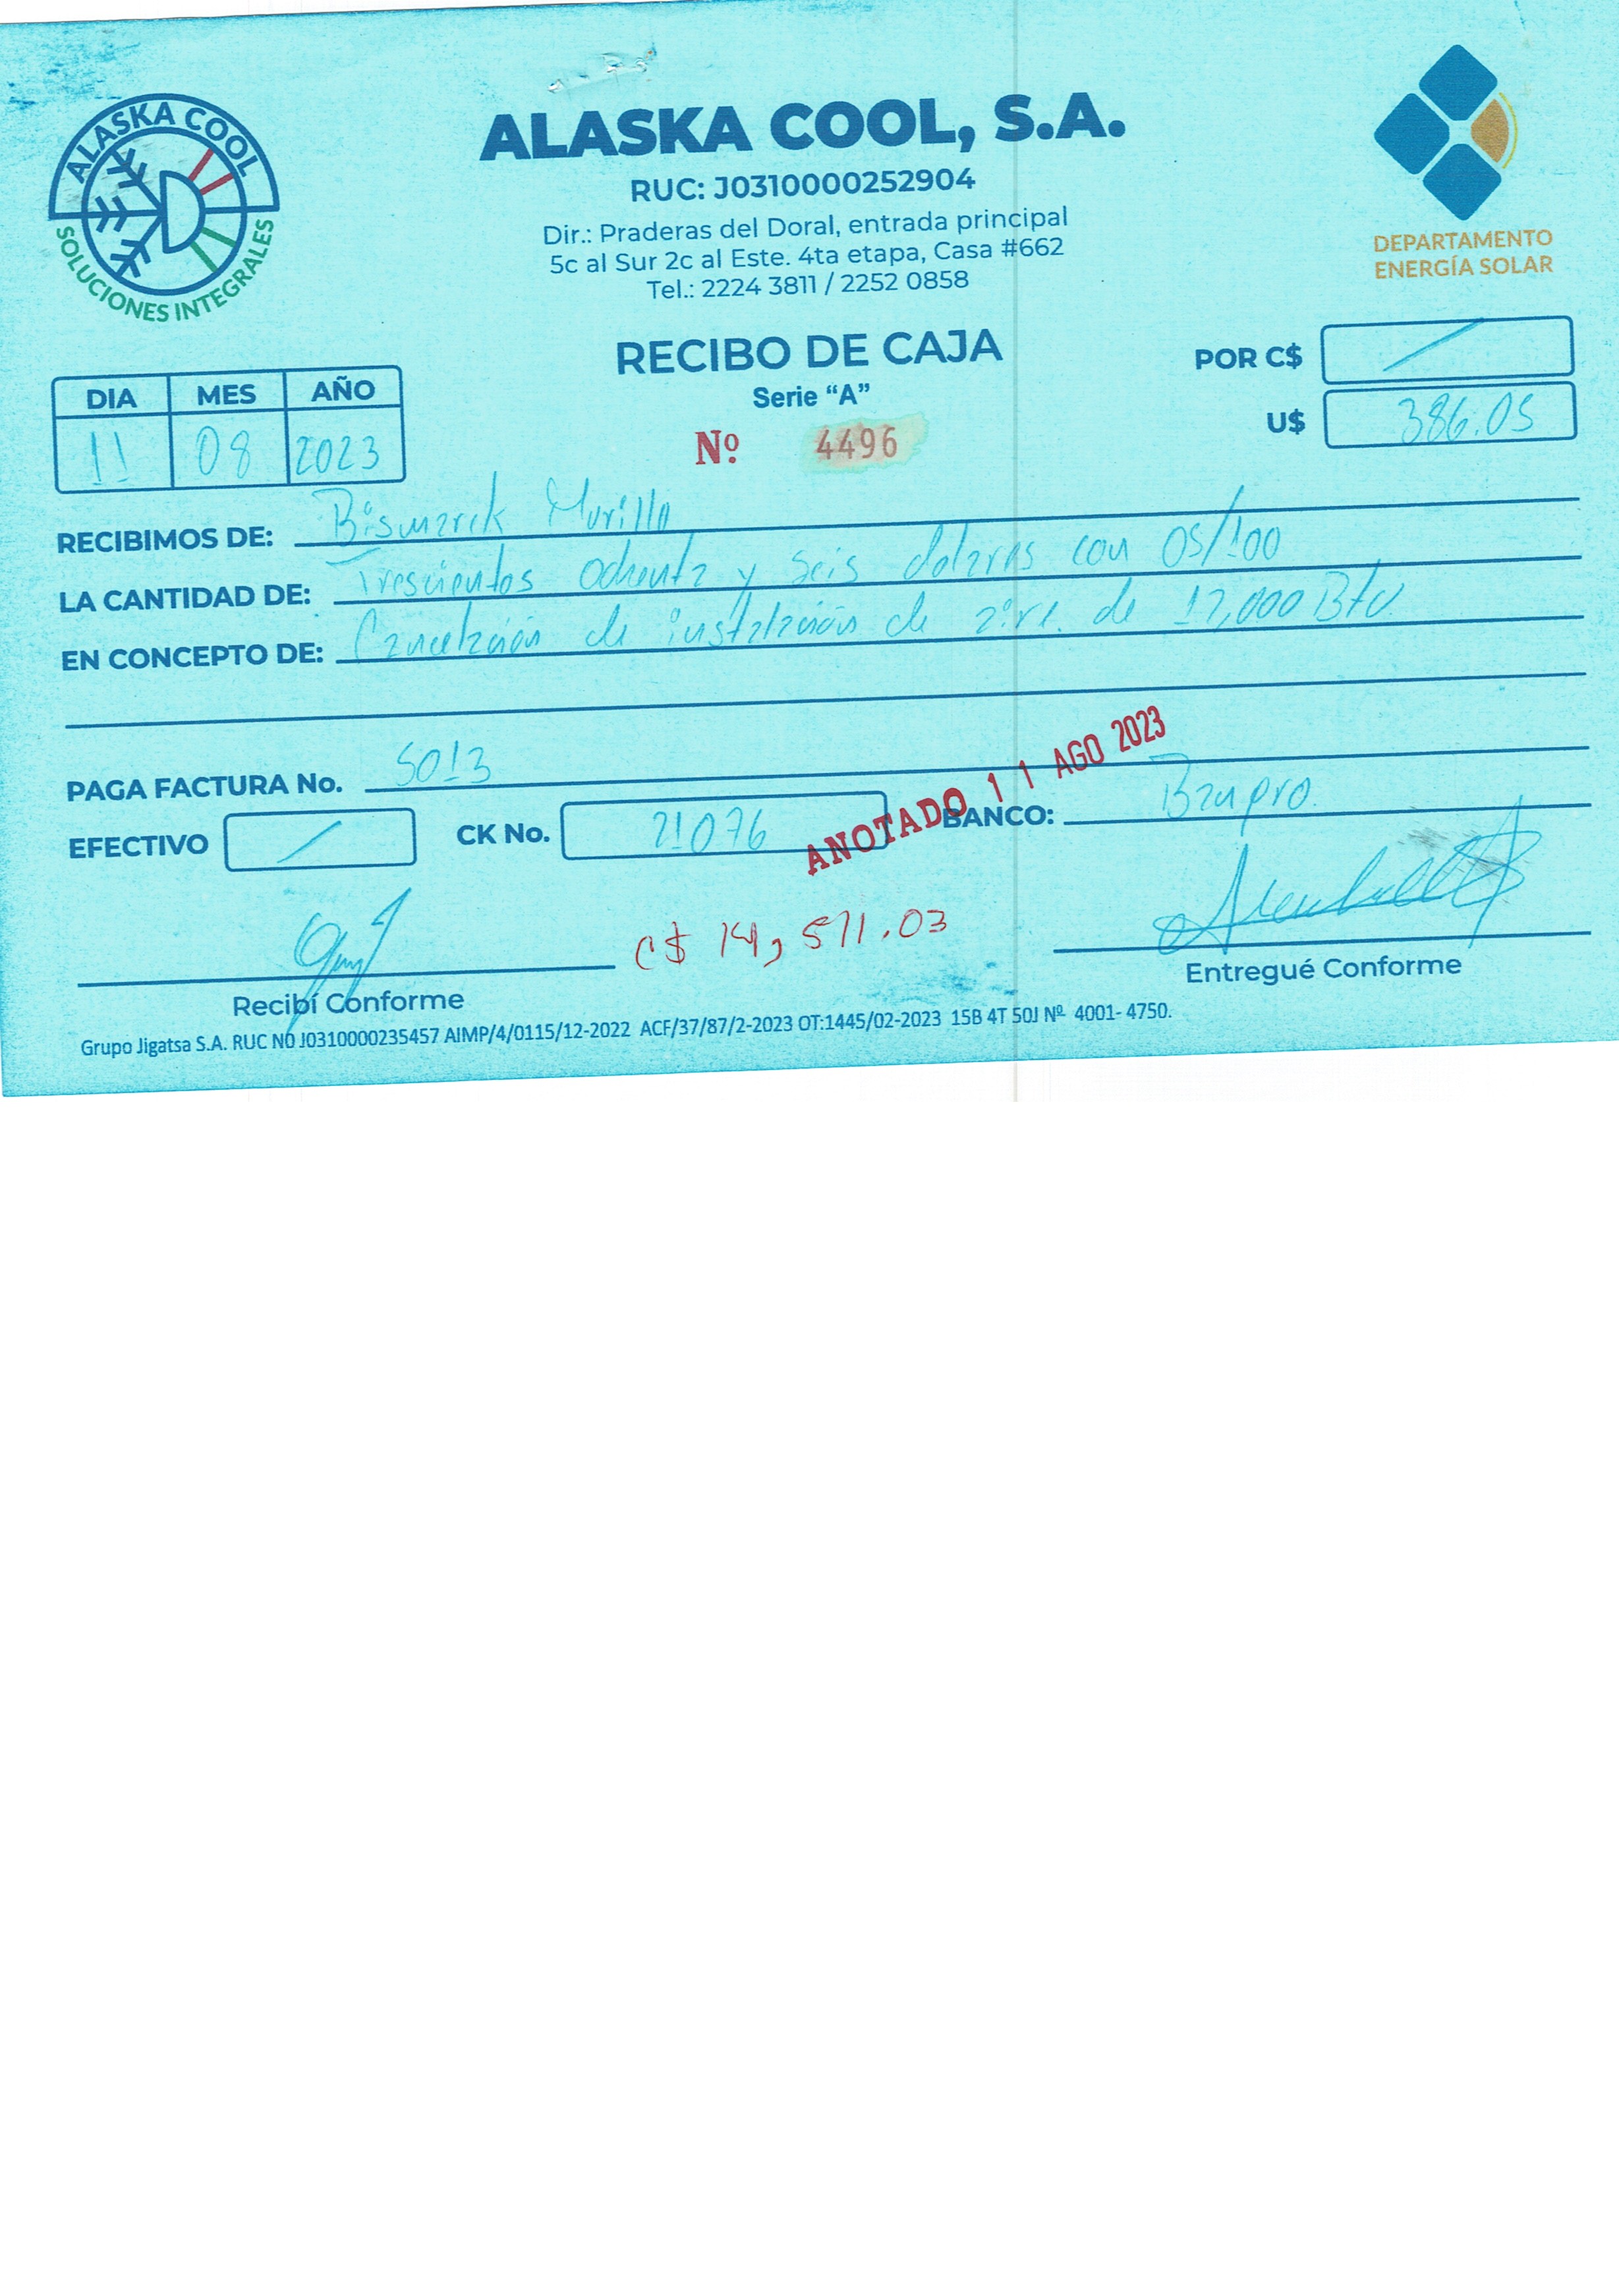 ALASKA COOL
SOLUCIONES INTEGRALES
ALASKA COOL, S.A.
RUC: J0310000252904
Dir.: Praderas del Doral, entrada principal
5c al Sur 2c al Este. 4ta etapa, Casa #662
Tel.: 2224 3811 / 2252 0858
DEPARTAMENTO
ENERGÍA SOLAR
RECIBO DE CAJA
Serie “A”
Nº 4496
POR C$
U$ 386.05
DIA MES AÑO
11 08 2023
RECIBIMOS DE: Bismarck Murillo
LA CANTIDAD DE: Trescientos ochenta y seis dolares con 05/100
EN CONCEPTO DE: Cancelación de instalación de aire. de 12,000 Btu.
PAGA FACTURA No. 5013
EFECTIVO CK No. 21076 BANCO: Banpro.
ANOTADO 11 AGO 2023
C$ 14,
Recibí Conforme
Entregué Conforme
Grupo Jigatsa S.A. RUC N0 J0310000235457 AIMP/4/0115/12-2022 ACF/37/87/2-2023 OT:1445/02-2023 15B 4T 50J Nº 4001- 4750.